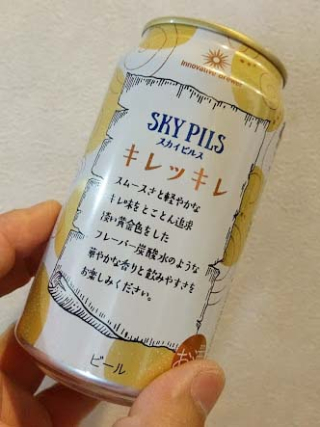 Innovative Brewer
SKY PILS
スカイピルス
キレッキレ
スムースさと軽やかな
キレ味をとことん追求
淡い黄金色をした
フレーバー炭酸水のような
華やかな香りと飲みやすさを
お楽しみください。
ビール
お酒